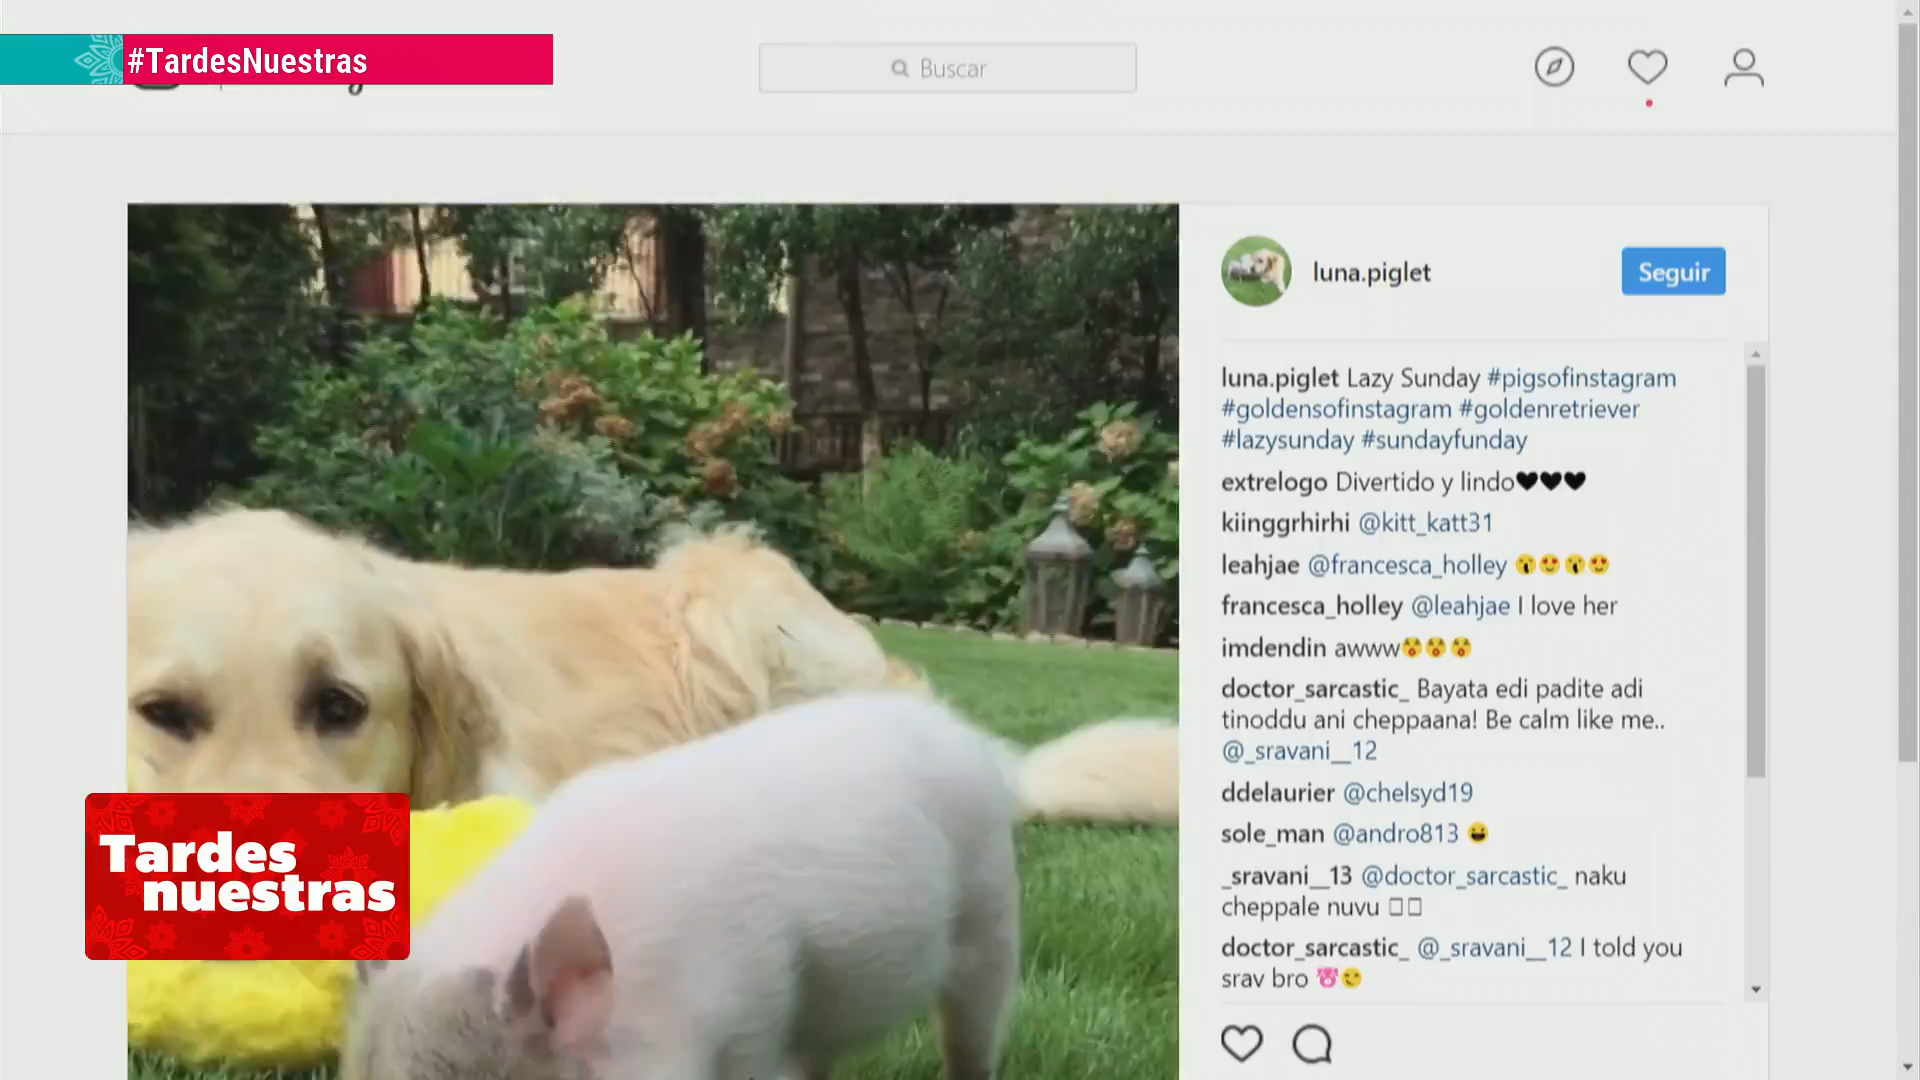 #TardesNuestras
Buscar
luna.piglet
Seguir
luna.piglet Lazy Sunday #pigsofinstagram
#goldensofinstagram #goldenretriever
#lazysunday #sundayfunday
extrelogo Divertido y lindo🖤🖤🖤
kiinggrhirhi @kitt_katt31
leahjae @francesca_holley 😲😍😲😍
francesca_holley @leahjae I love her
imdendin awww😲😲😲
doctor_sarcastic_ Bayata edi padite adi
tinoddu ani cheppaana! Be calm like me..
@_sravani__12
ddelaurier @chelsyd19
sole_man @andro813 😀
_sravani__13 @doctor_sarcastic_ naku
cheppale nuvu
doctor_sarcastic_ @_sravani__12 I told you
srav bro 🐷😉
Tardes
nuestras